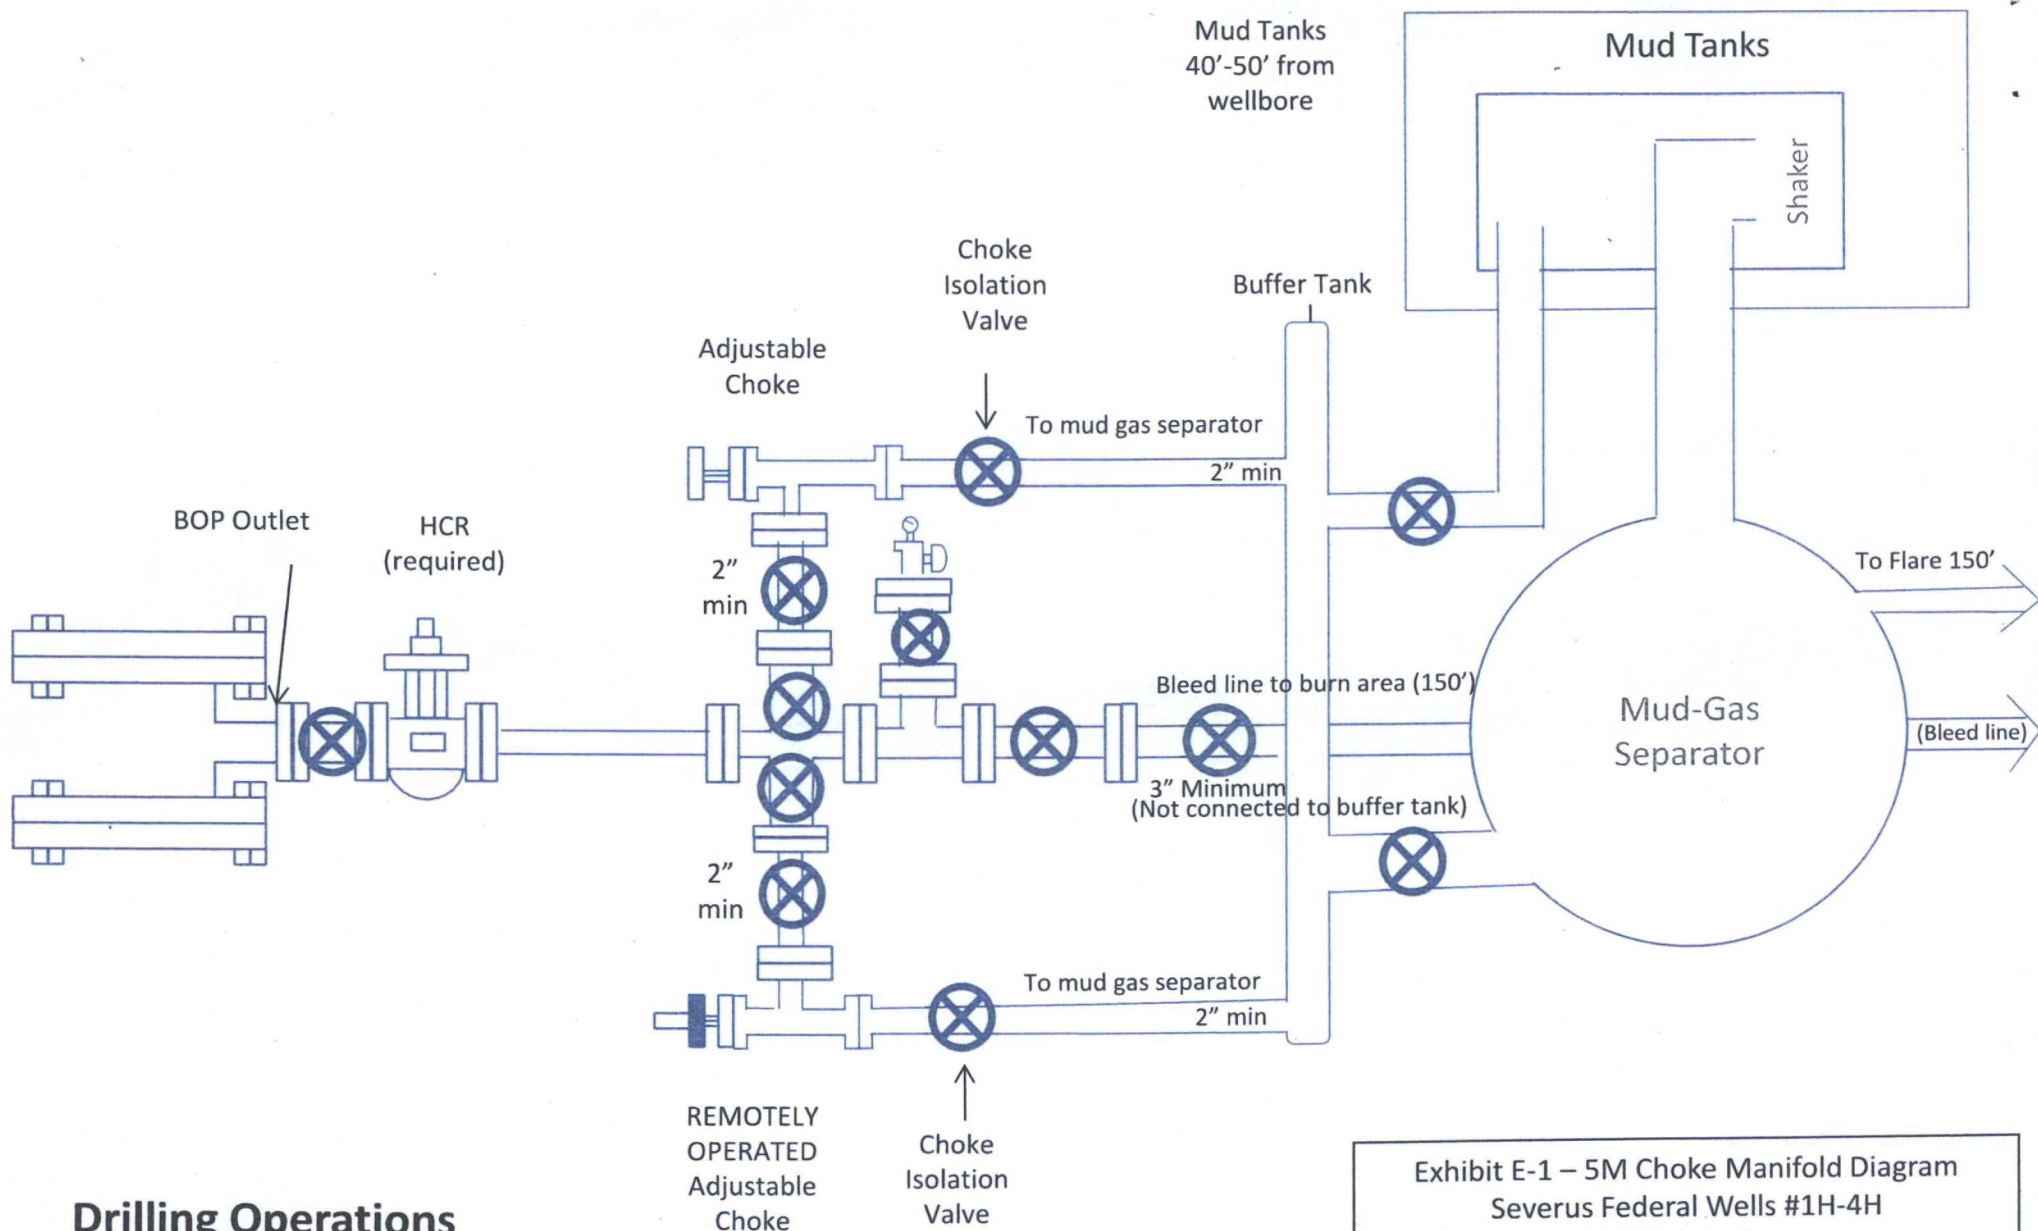 Mud Tanks
40’-50’ from
wellbore
Mud Tanks
Shaker
Choke
Isolation
Valve
Buffer Tank
Adjustable
Choke
To mud gas separator
2” min
BOP Outlet
HCR
(required)
2”
min
To Flare 150’
Bleed line to burn area (150’)
Mud-Gas
Separator
(Bleed line)
3” Minimum
(Not connected to buffer tank)
2”
min
To mud gas separator
2” min
REMOTELY
OPERATED
Adjustable
Choke
Choke
Isolation
Valve
Exhibit E-1 – 5M Choke Manifold Diagram
Severus Federal Wells #1H-4H
Drilling Operations